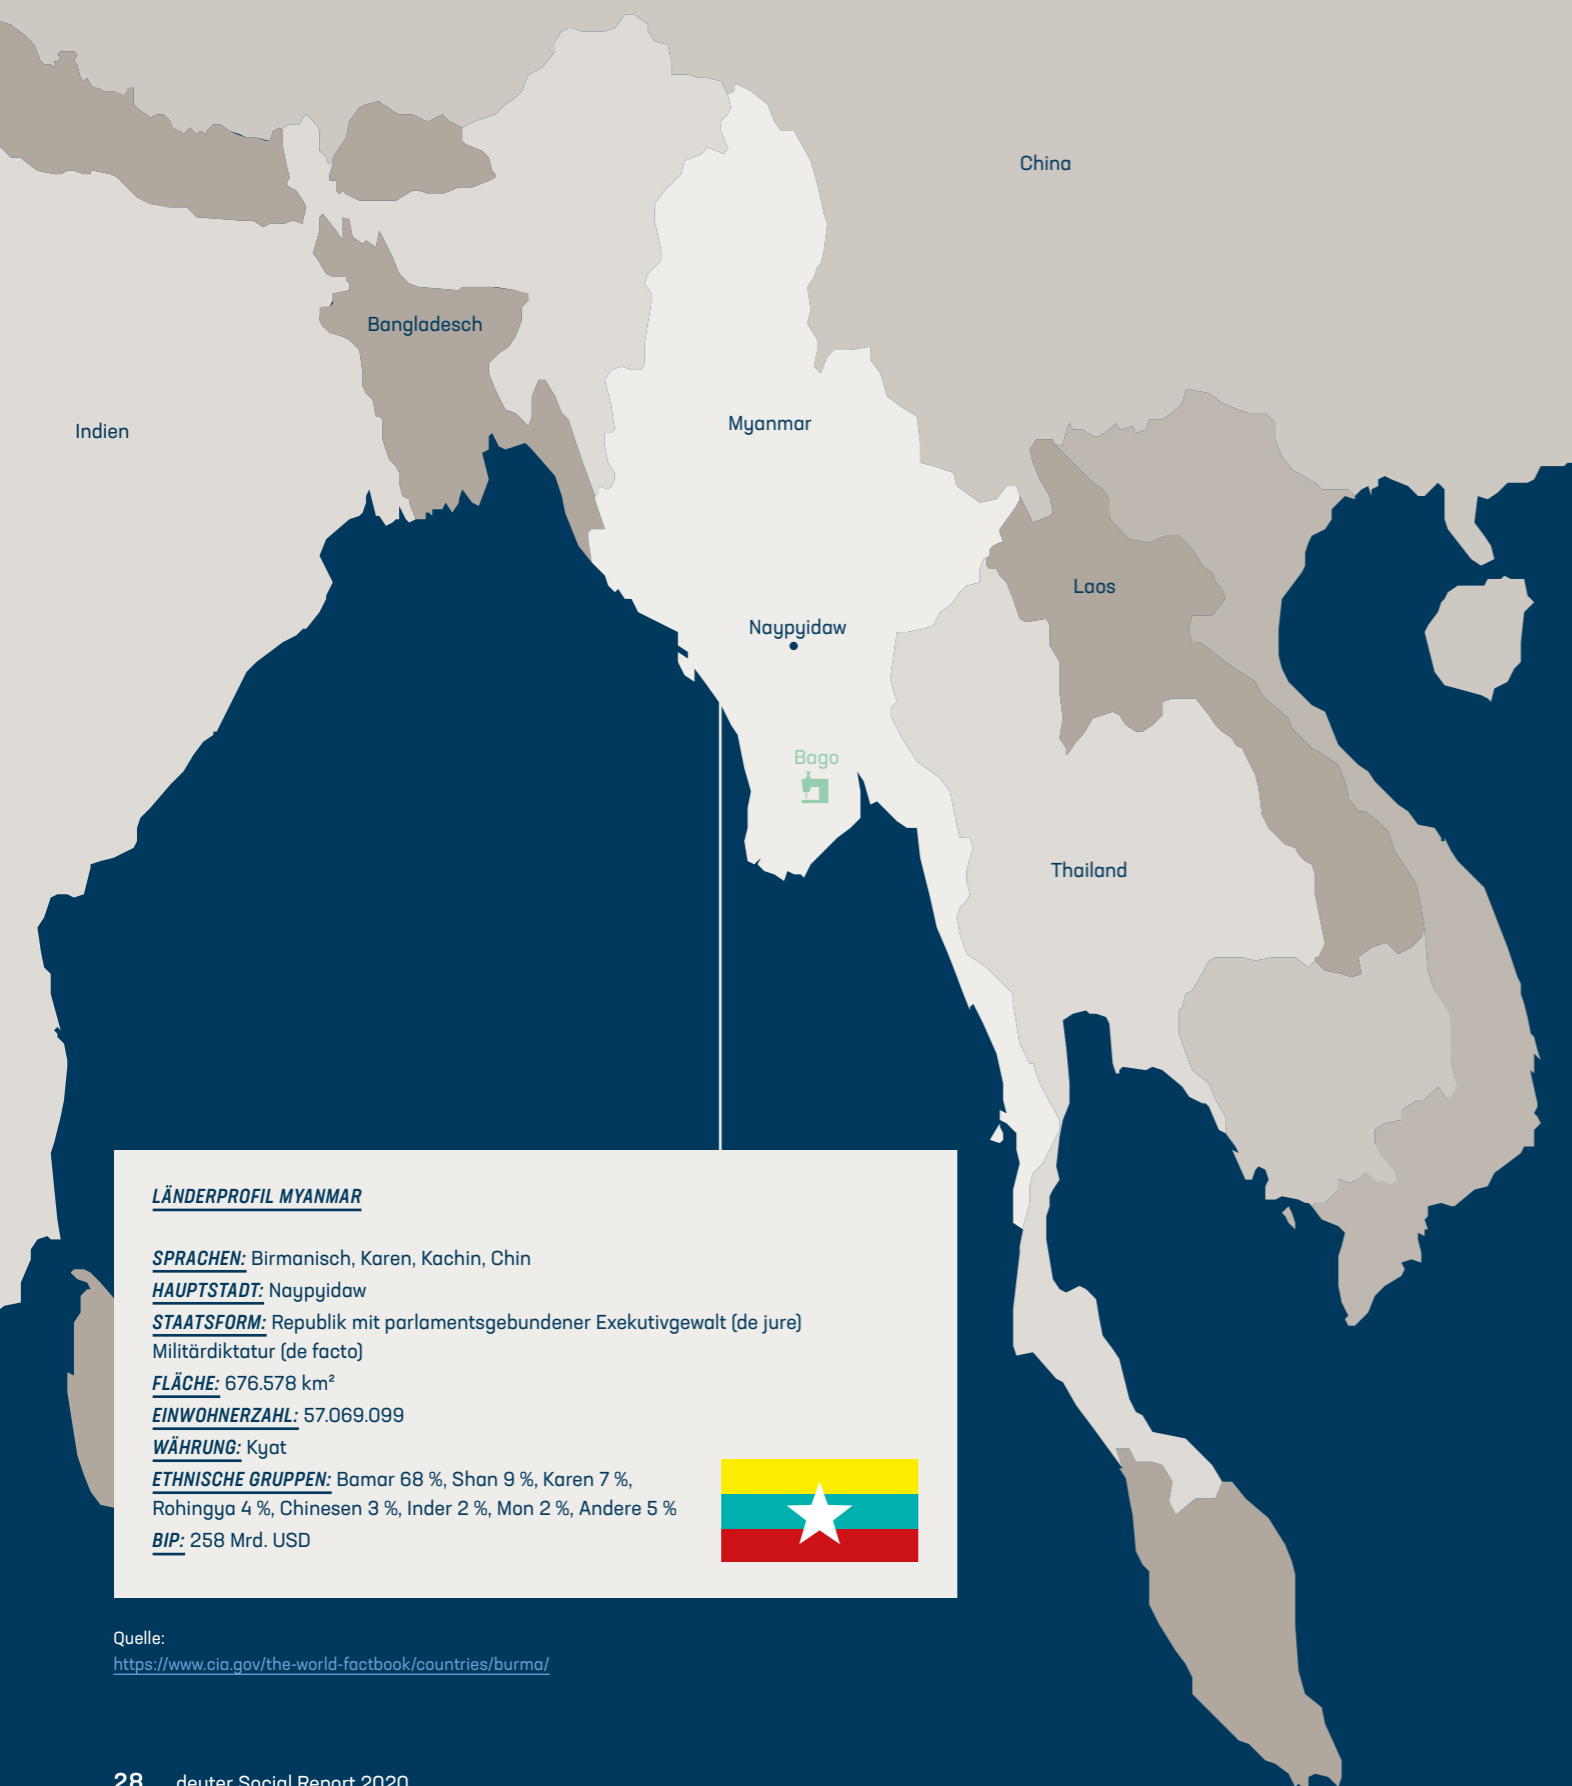 China
Bangladesch
Myanmar
Indien
Laos
Naypyidaw
Bago
Thailand
LÄNDERPROFIL MYANMAR
SPRACHEN: Birmanisch, Karen, Kachin, Chin
HAUPTSTADT: Naypyidaw
STAATSFORM: Republik mit parlamentsgebundener Exekutivgewalt (de jure)
Militärdiktatur (de facto)
FLÄCHE: 676.578 km²
EINWOHNERZAHL: 57.069.099
WÄHRUNG: Kyat
ETHNISCHE GRUPPEN: Bamar 68 %, Shan 9 %, Karen 7 %,
Rohingya 4 %, Chinesen 3 %, Inder 2 %, Mon 2 %, Andere 5 %
BIP: 258 Mrd. USD
Quelle:
https://www.cia.gov/the-world-factbook/countries/burma/
28 deuter Social Report 2020